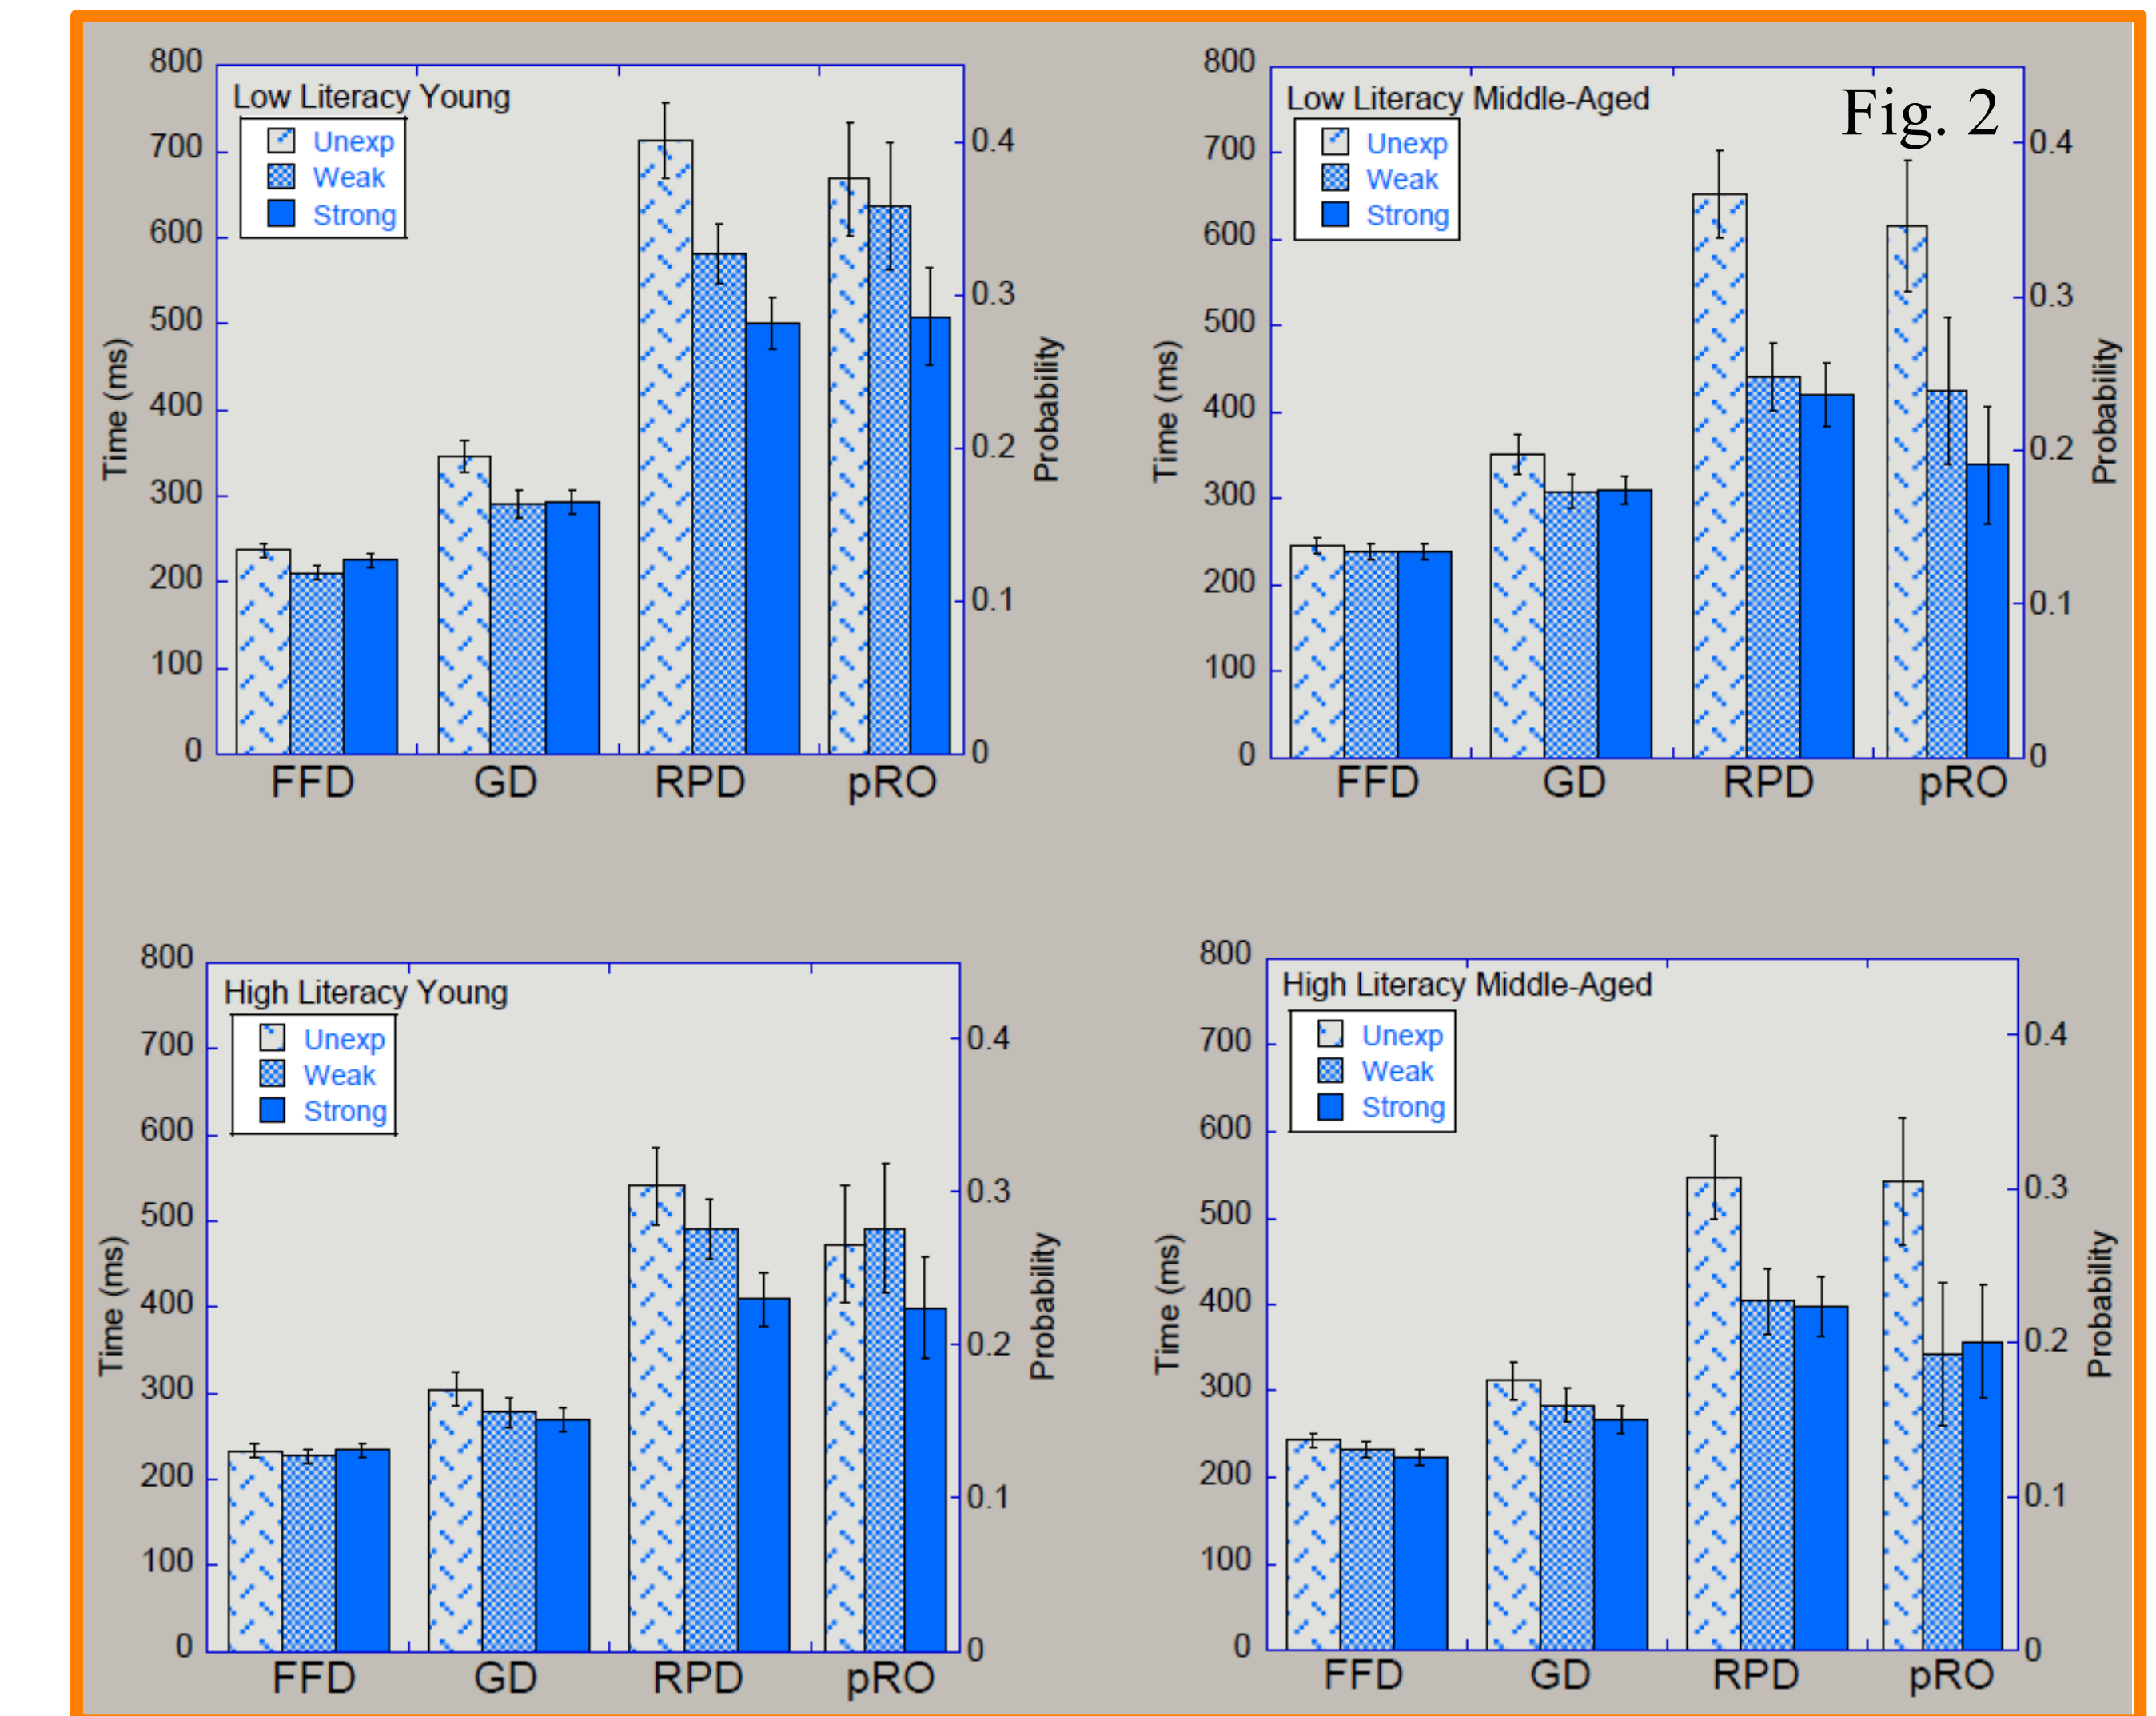 Fig. 2
Low Literacy Young
Unexp
Weak
Strong
800
700
600
500
400
300
200
100
0
Time (ms)
0.4
0.3
0.2
0.1
0
Probability
FFD GD RPD pRO
Low Literacy Middle-Aged
Unexp
Weak
Strong
800
700
600
500
400
300
200
100
0
Time (ms)
0.4
0.3
0.2
0.1
0
Probability
FFD GD RPD pRO
High Literacy Young
Unexp
Weak
Strong
800
700
600
500
400
300
200
100
0
Time (ms)
0.4
0.3
0.2
0.1
0
Probability
FFD GD RPD pRO
High Literacy Middle-Aged
Unexp
Weak
Strong
800
700
600
500
400
300
200
100
0
Time (ms)
0.4
0.3
0.2
0.1
0
Probability
FFD GD RPD pRO